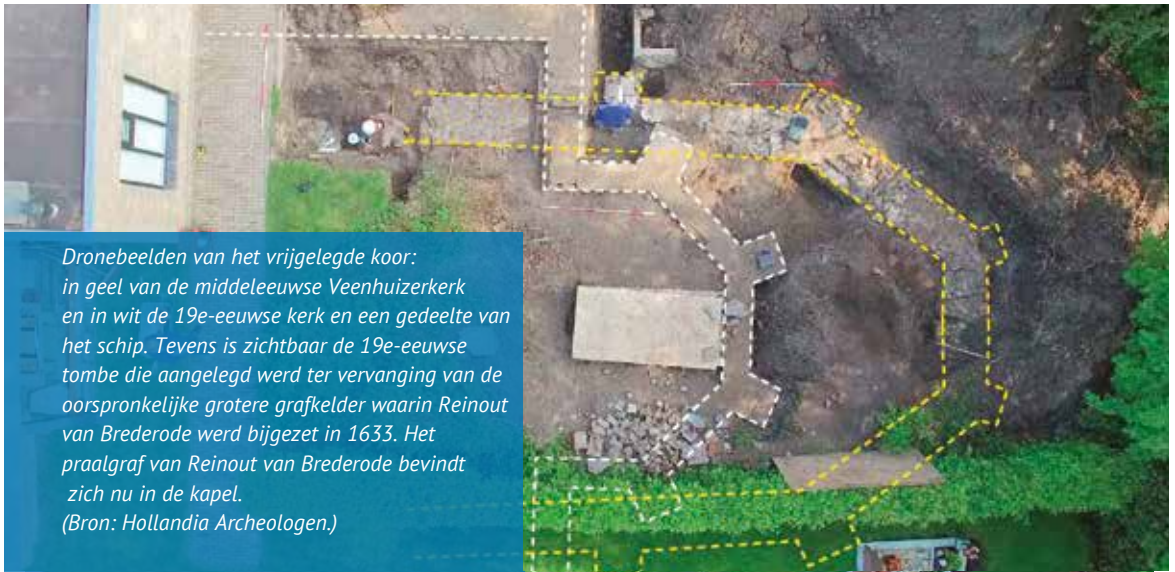 Dronebeelden van het vrijgelegde koor:
in geel van de middeleeuwse Veenhuizerkerk
en in wit de 19e-eeuwse kerk en een gedeelte van
het schip. Tevens is zichtbaar de 19e-eeuwse
tombe die aangelegd werd ter vervanging van de
oorspronkelijke grotere grafkelder waarin Reinout
van Brederode werd bijgezet in 1633. Het
praalgraf van Reinout van Brederode bevindt
zich nu in de kapel.
(Bron: Hollandia Archeologen.)